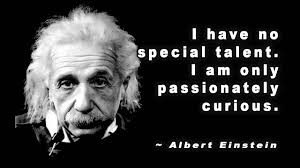 I have no
special talent.
I am only
passionately
curious.
~ Albert Einstein